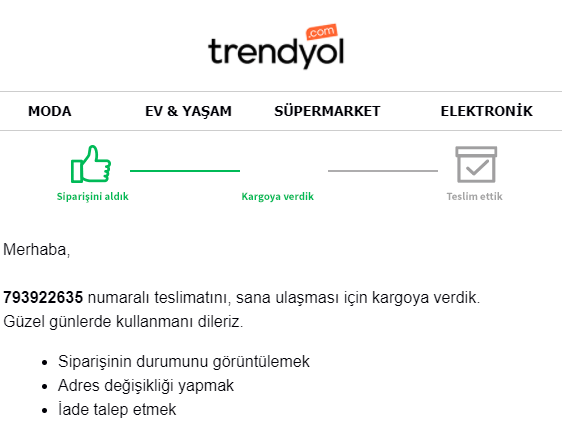 trendyol
.com
MODA EV & YAŞAM SÜPERMARKET ELEKTRONİK
Siparişini aldık Kargoya verdik Teslim ettik
Merhaba,
793922635 numaralı teslimatını, sana ulaşması için kargoya verdik.
Güzel günlerde kullanmanı dileriz.
• Siparişinin durumunu görüntülemek
• Adres değişikliği yapmak
• İade talep etmek